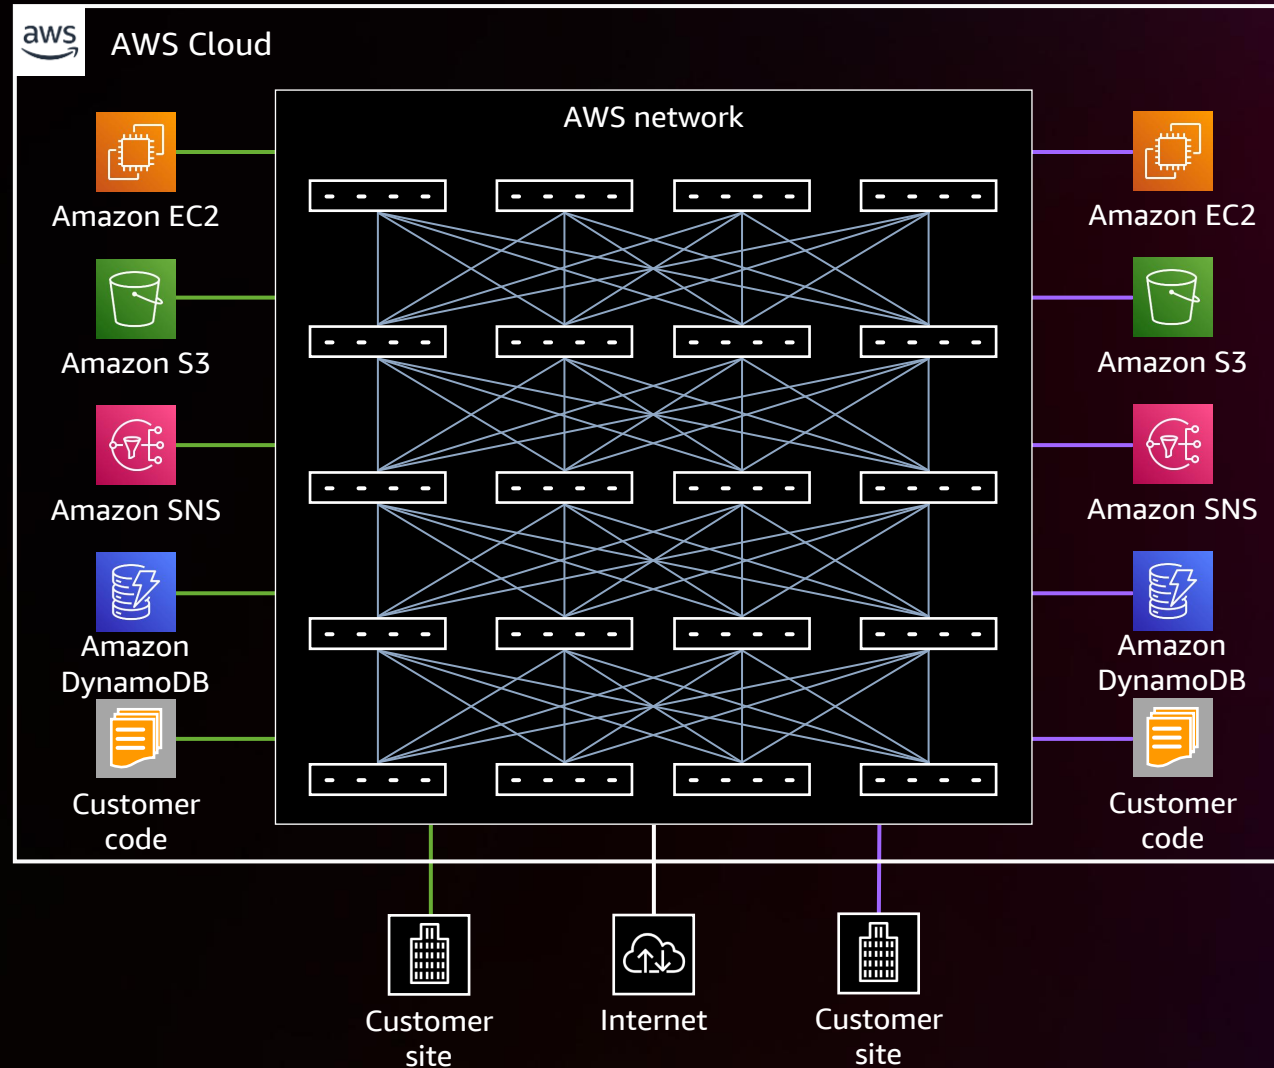 aws
AWS Cloud
AWS network
Amazon EC2
Amazon S3
Amazon SNS
Amazon
DynamoDB
Customer
code
Amazon EC2
Amazon S3
Amazon SNS
Amazon
DynamoDB
Customer
code
Customer
site
Internet
Customer
site